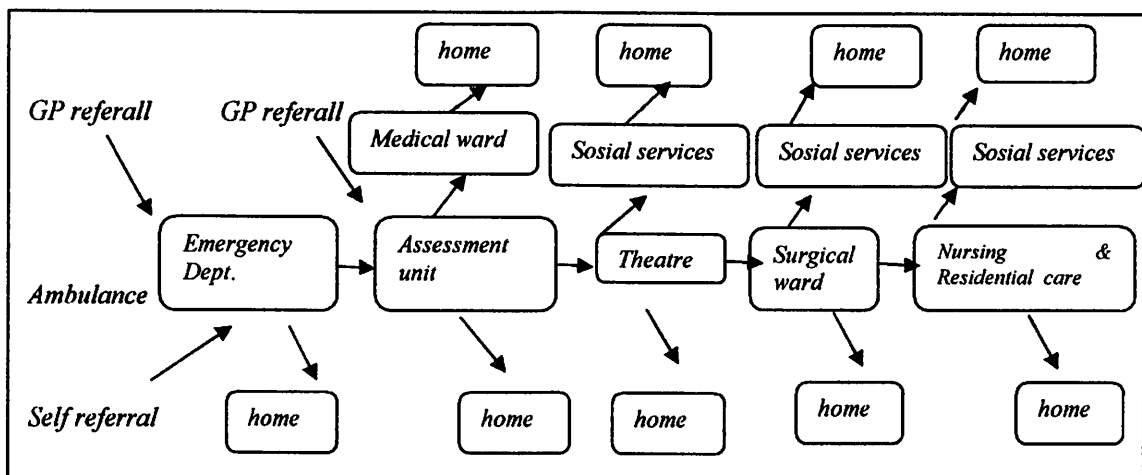 home
home
home
home
GP referall
GP referall
Medical ward
Sosial services
Sosial services
Sosial services
Emergency
Dept.
Assessment
unit
Theatre
Surgical
ward
Nursing &
Residential care
Ambulance
Self referral
home
home
home
home
home